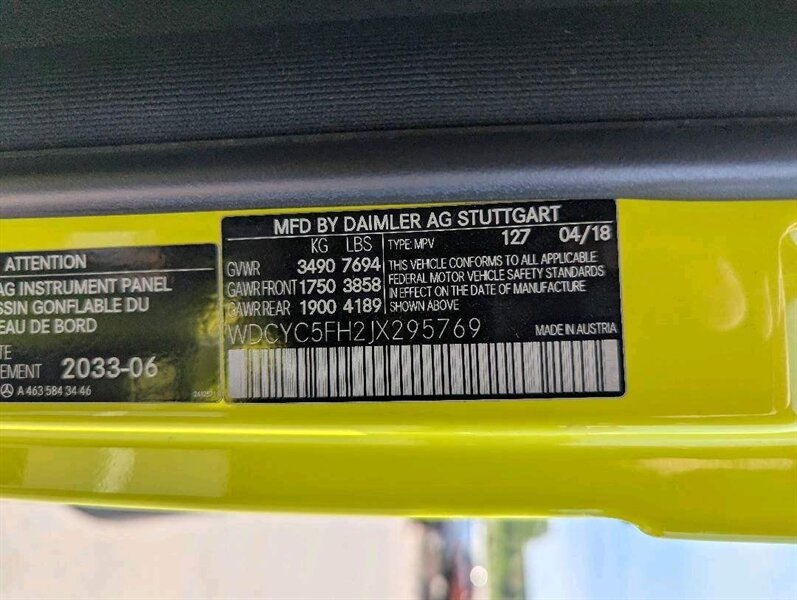 ATTENTION
AG INSTRUMENT PANEL
SSIN GONFLABLE DU
EAU DE BORD
TE
EMENT 2033-06
A 463 584 34 46
MFD BY DAIMLER AG STUTTGART
KG LBS TYPE: MPV 127 04/18
GVWR 3490 7694
GAWR FRONT 1750 3858
GAWR REAR 1900 4189
THIS VEHICLE CONFORMS TO ALL APPLICABLE
FEDERAL MOTOR VEHICLE SAFETY STANDARDS
IN EFFECT ON THE DATE OF MANUFACTURE
SHOWN ABOVE
WDCYC5FH2JX295769 MADE IN AUSTRIA